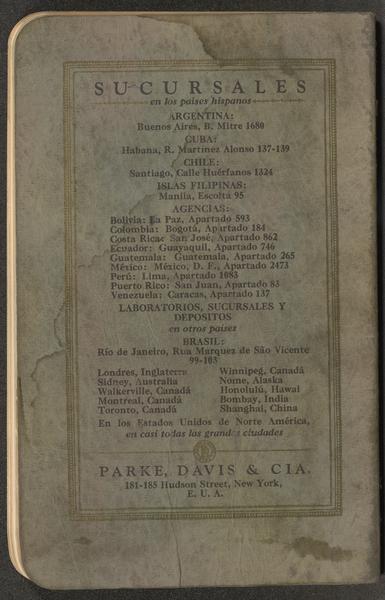 SUCURSALES
en los países hispanos
ARGENTINA:
Buenos Aires, B. Mitre 1680
CUBA:
Habana, R. Martínez Alonso 137-139
CHILE:
Santiago, Calle Huérfanos 1324
ISLAS FILIPINAS:
Manila, Escolta 95
AGENCIAS:
Bolivia: La Paz, Apartado 593
Colombia: Bogotá, Apartado 184
Costa Rica: San José, Apartado 862
Ecuador: Guayaquil, Apartado 746
Guatemala: Guatemala, Apartado 265
México: México, D. F., Apartado 2473
Perú: Lima, Apartado 1083
Puerto Rico: San Juan, Apartado 83
Venezuela: Caracas, Apartado 137
LABORATORIOS, SUCURSALES Y
DEPOSITOS
en otros países
BRASIL:
Río de Janeiro, Rua Marquez de São Vicente
99-103
Londres, Inglaterra Winnipeg, Canadá
Sidney, Australia Nome, Alaska
Walkerville, Canadá Honolulú, Hawai
Montreal, Canadá Bombay, India
Toronto, Canadá Shanghai, China
En los Estados Unidos de Norte América,
en casi todas las grandes ciudades
PARKE, DAVIS & CIA.
181-185 Hudson Street, New York,
E. U. A.